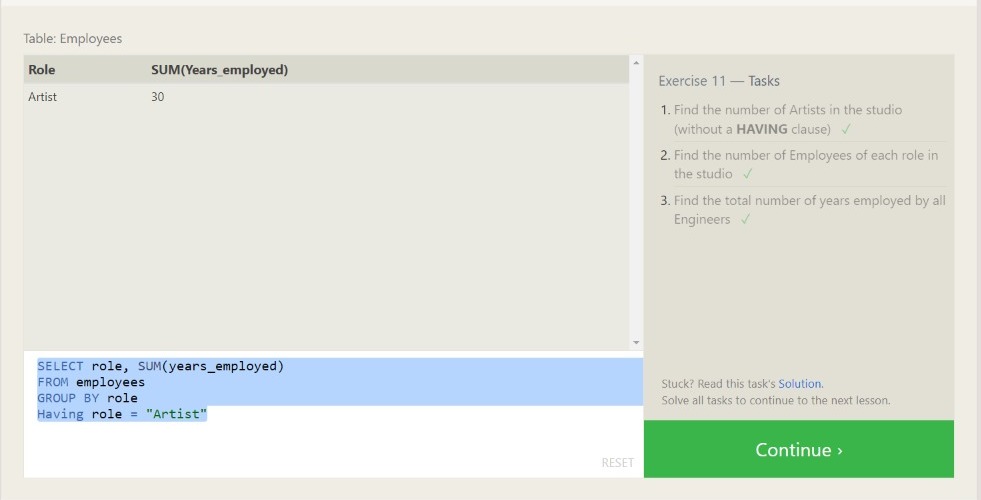 Table: Employees
Role SUM(Years_employed)
Artist 30
SELECT role, SUM(years_employed)
FROM employees
GROUP BY role
Having role = "Artist"
RESET
Exercise 11 — Tasks
1. Find the number of Artists in the studio
(without a HAVING clause) ✓
2. Find the number of Employees of each role in
the studio ✓
3. Find the total number of years employed by all
Engineers ✓
Stuck? Read this task's Solution.
Solve all tasks to continue to the next lesson.
Continue ›